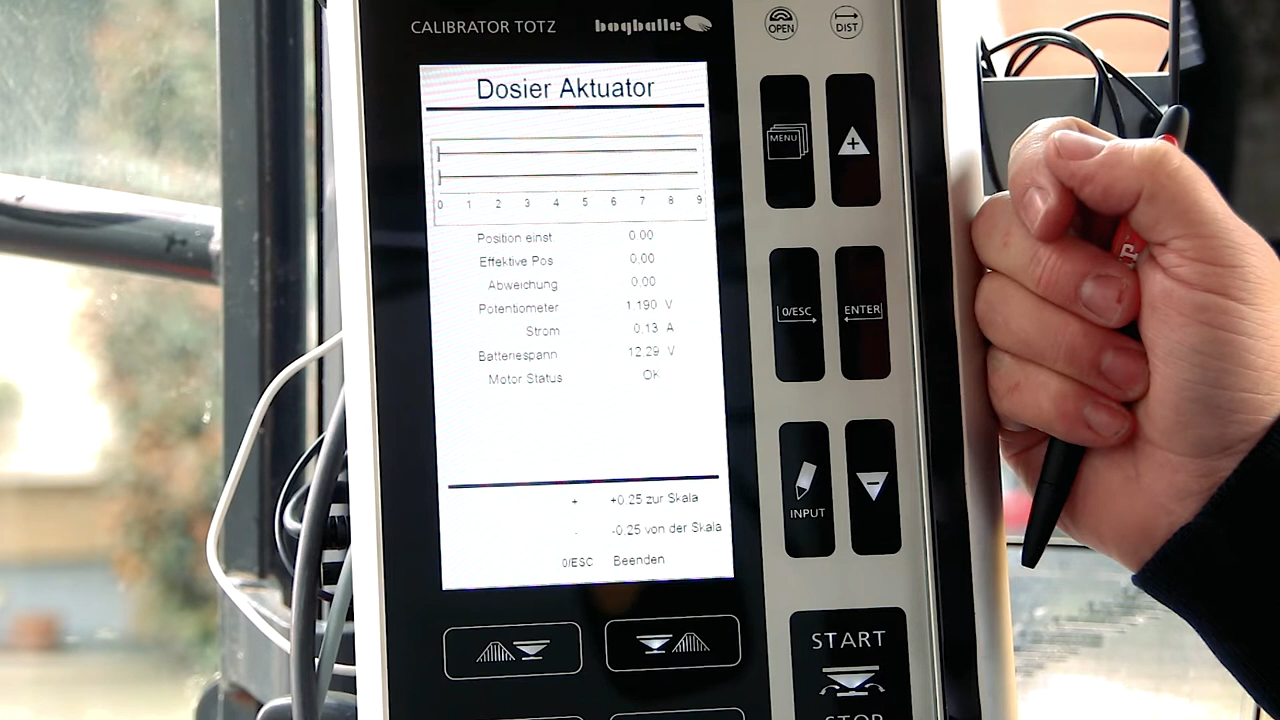 CALIBRATOR TOTZ bogballe
OPEN DIST
Dosier Aktuator
MENU +
0 1 2 3 4 5 6 7 8 9
Position einst 0.00
Effektive Pos 0.00
Abweichung 0.00
Potentiometer 1.190 V
Strom 0.13 A
Batteriespann 12.29 V
Motor Status OK
0/ESC ENTER
INPUT -
+ +0.25 zur Skala
- -0.25 von der Skala
0/ESC Beenden
START
STOP